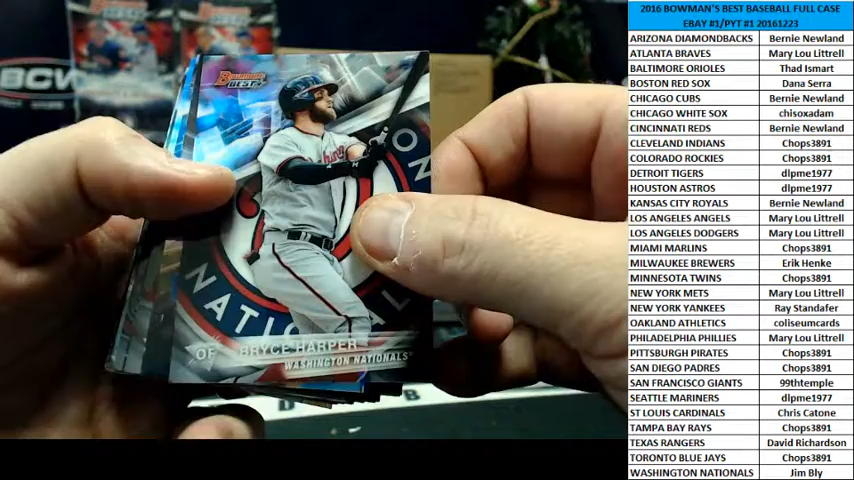 2016 BOWMAN'S BEST BASEBALL FULL CASE
EBAY #1/PYT #1 20161223
ARIZONA DIAMONDBACKS Bernie Newland
ATLANTA BRAVES Mary Lou Littrell
BALTIMORE ORIOLES Thad Ismart
BOSTON RED SOX Dana Serra
CHICAGO CUBS Bernie Newland
CHICAGO WHITE SOX chisoxadam
CINCINNATI REDS Bernie Newland
CLEVELAND INDIANS Chops3891
COLORADO ROCKIES Chops3891
DETROIT TIGERS dlpme1977
HOUSTON ASTROS dlpme1977
KANSAS CITY ROYALS Bernie Newland
LOS ANGELES ANGELS Mary Lou Littrell
LOS ANGELES DODGERS Mary Lou Littrell
MIAMI MARLINS Chops3891
MILWAUKEE BREWERS Erik Henke
MINNESOTA TWINS Chops3891
NEW YORK METS Mary Lou Littrell
NEW YORK YANKEES Ray Standafer
OAKLAND ATHLETICS coliseumcards
PHILADELPHIA PHILLIES Mary Lou Littrell
PITTSBURGH PIRATES Chops3891
SAN DIEGO PADRES Chops3891
SAN FRANCISCO GIANTS 99thtemple
SEATTLE MARINERS dlpme1977
ST LOUIS CARDINALS Chris Catone
TAMPA BAY RAYS Chops3891
TEXAS RANGERS David Richardson
TORONTO BLUE JAYS Chops3891
WASHINGTON NATIONALS Jim Bly
BCW
BOWMAN'S
BEST
NATIONAL
ON
OF BRYCE HARPER
WASHINGTON NATIONALS